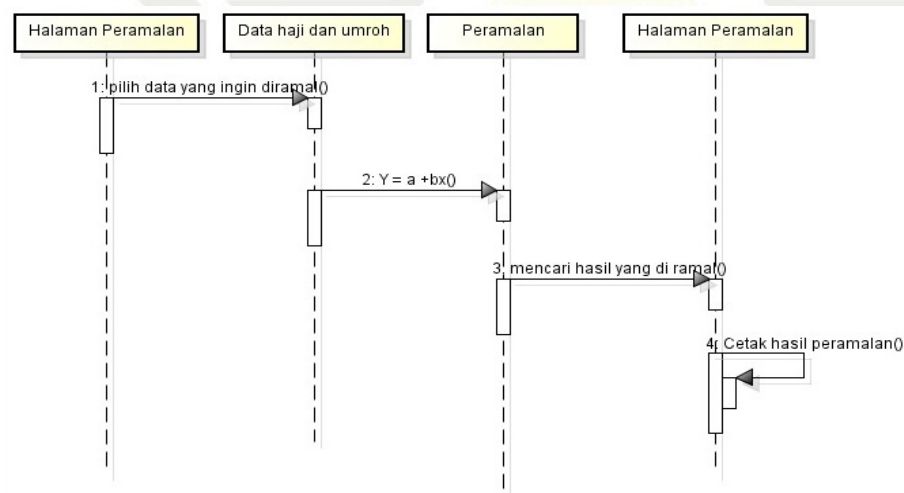 Halaman Peramalan
Data haji dan umroh
Peramalan
Halaman Peramalan
1: pilih data yang ingin diramal()
2: Y = a +bx()
3: mencari hasil yang di ramal()
4: Cetak hasil peramalan()